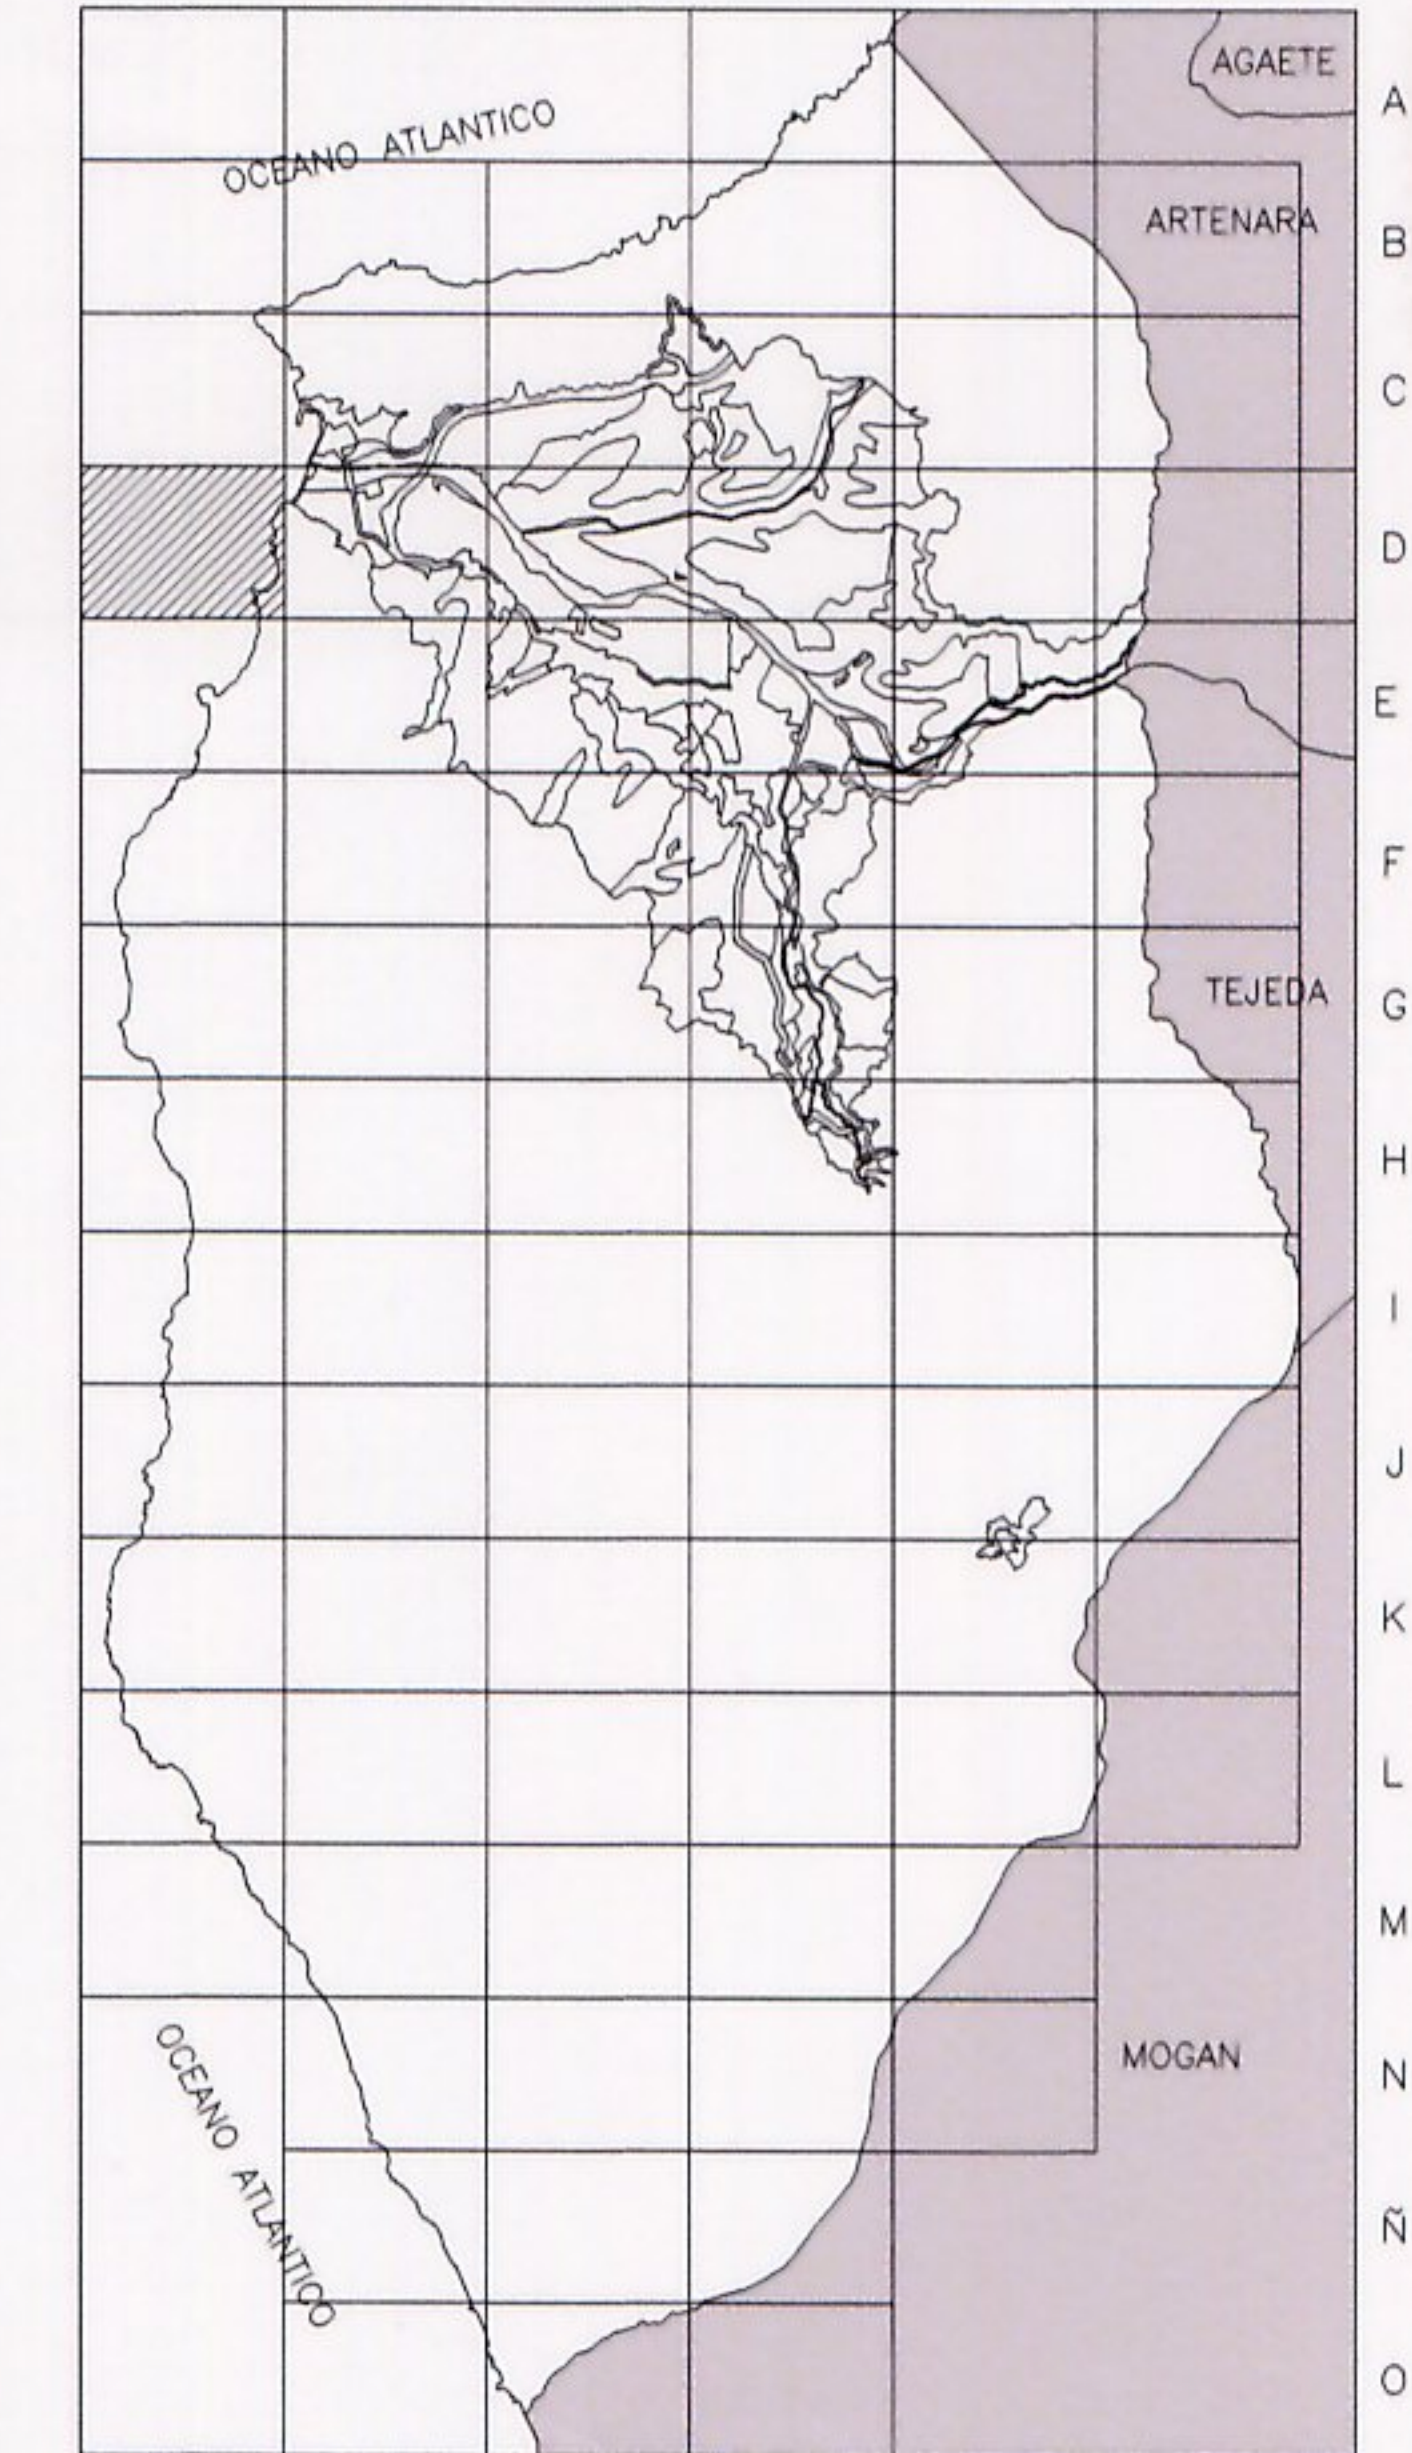 AGAETE
A
OCEANO ATLANTICO
ARTENARA
B
C
D
E
F
TEJEDA
G
H
I
J
K
L
M
OCEANO ATLANTICO
MOGAN
N
Ñ
O